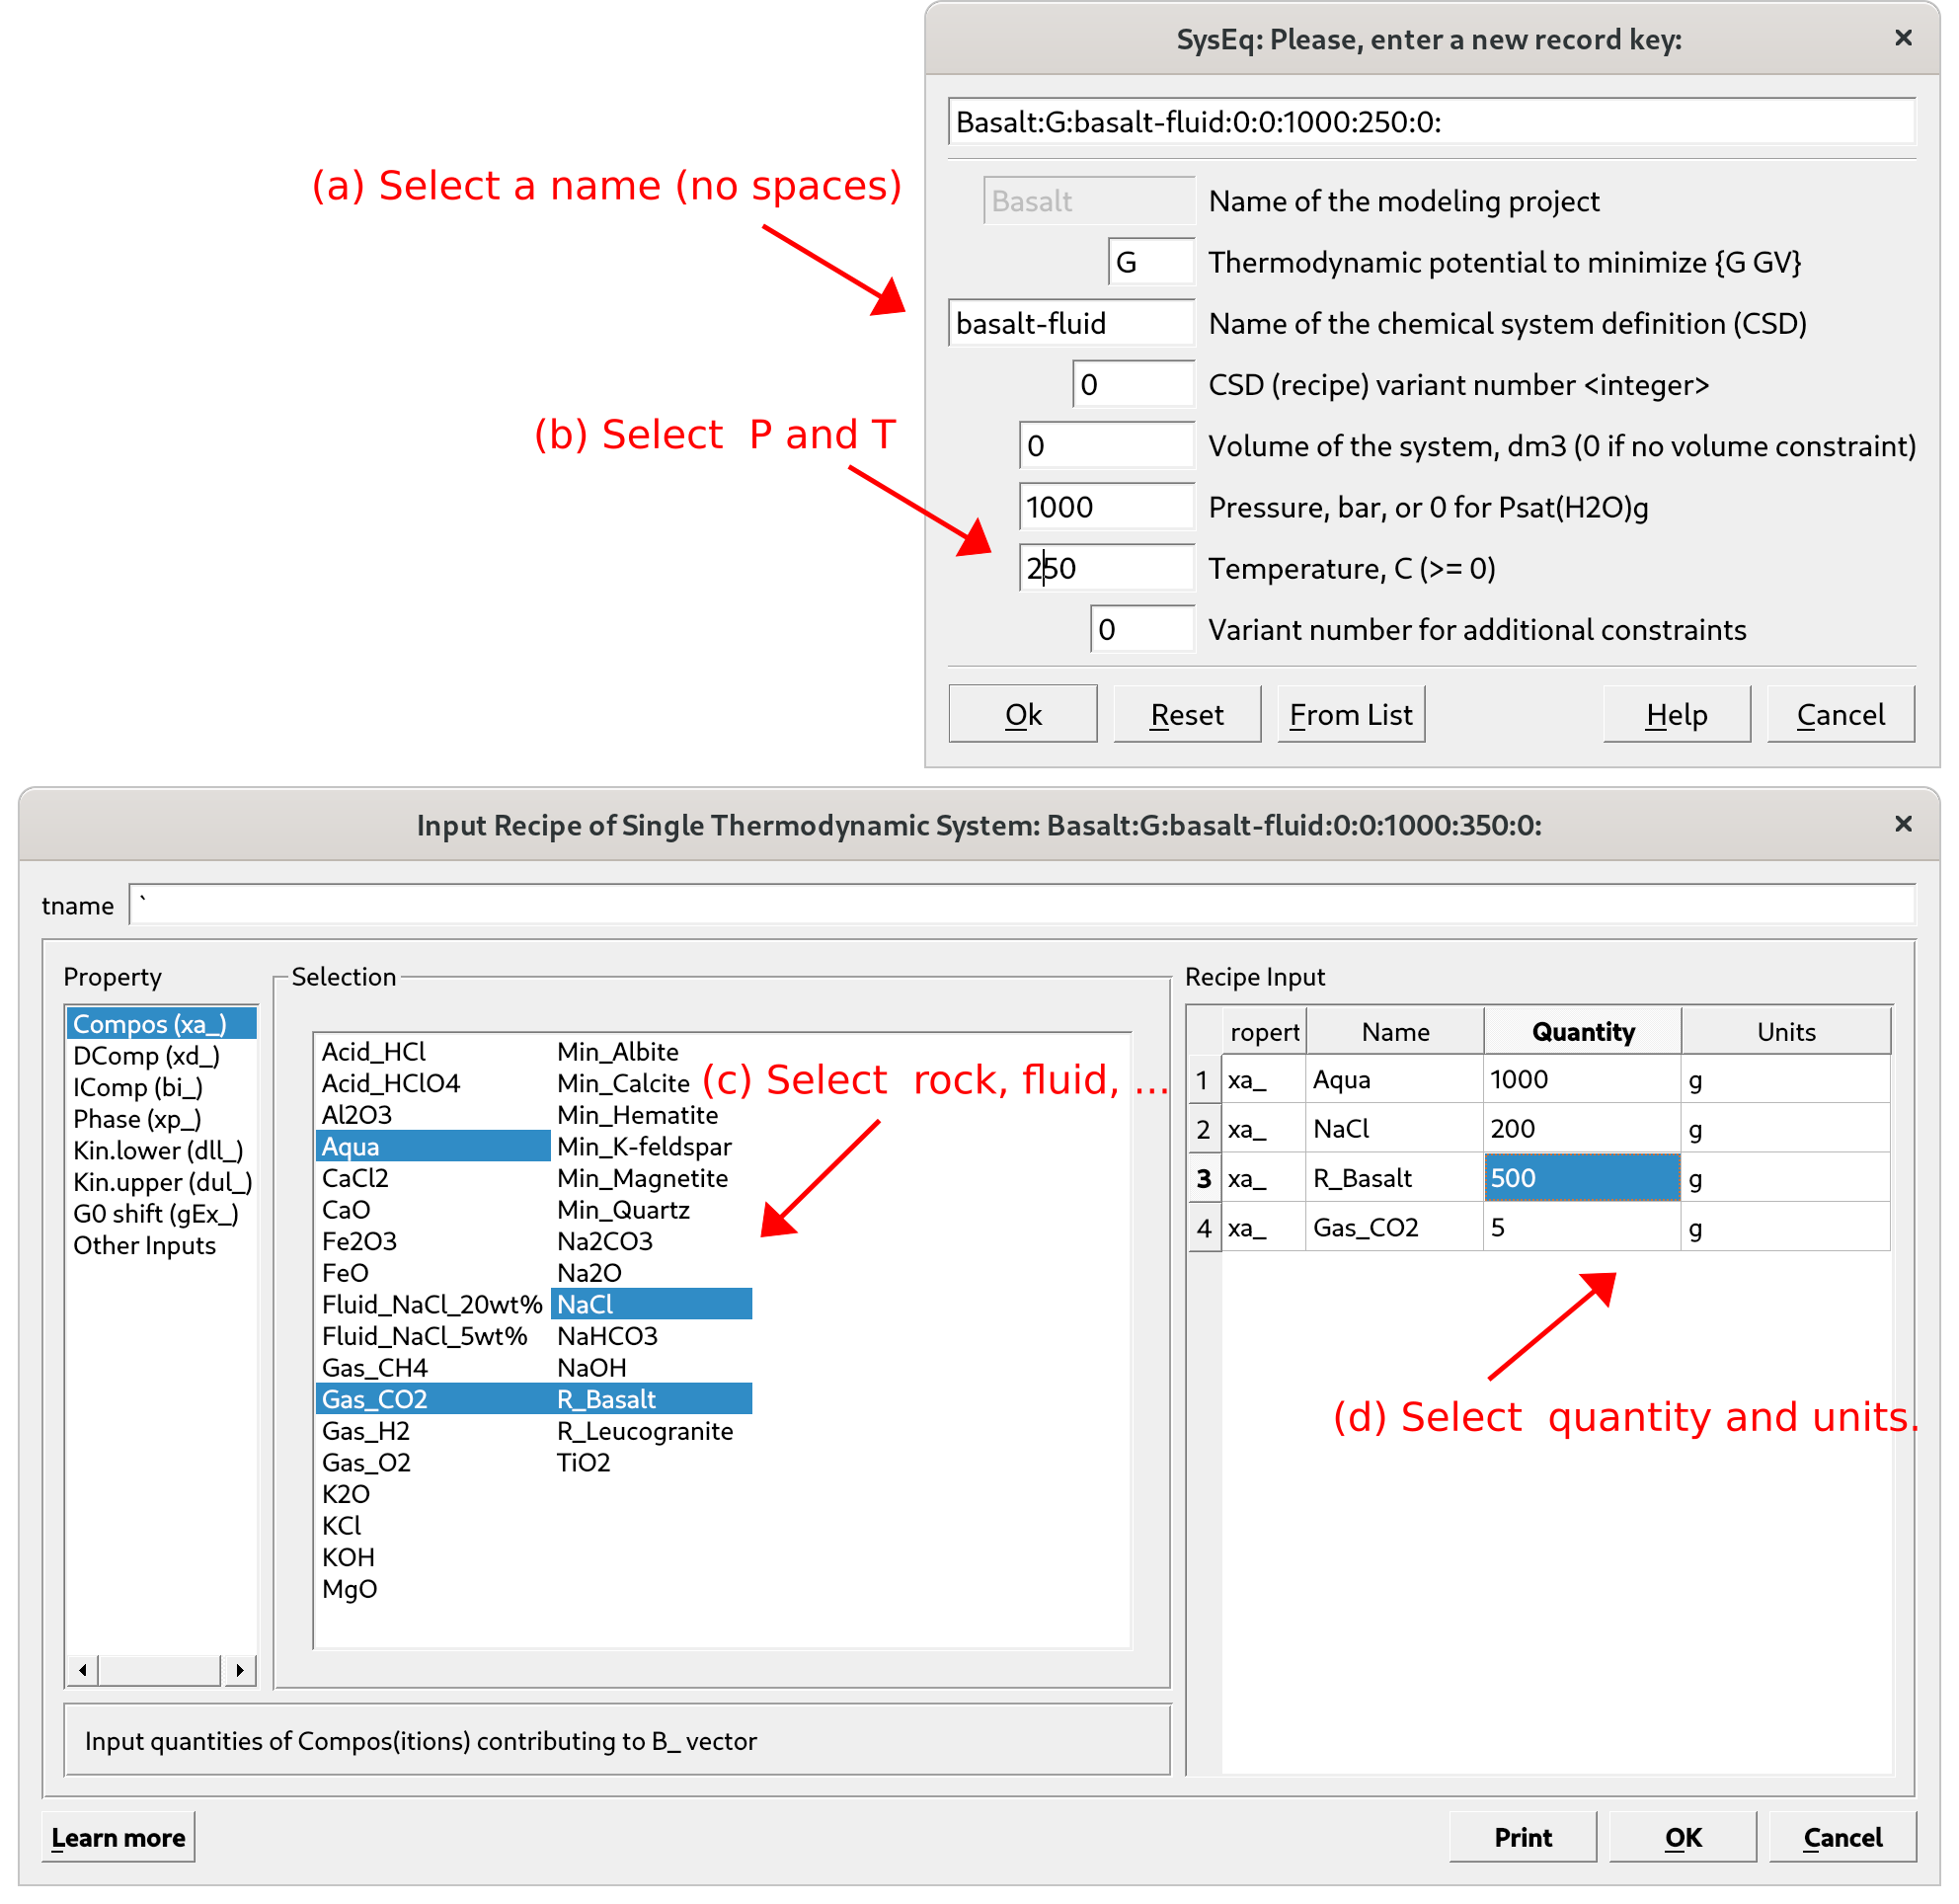 SysEq: Please, enter a new record key:
Basalt:G:basalt-fluid:0:0:1000:250:0:
(a) Select a name (no spaces)
Basalt Name of the modeling project
G Thermodynamic potential to minimize {G GV}
basalt-fluid Name of the chemical system definition (CSD)
0 CSD (recipe) variant number <integer>
(b) Select P and T
0 Volume of the system, dm3 (0 if no volume constraint)
1000 Pressure, bar, or 0 for Psat(H2O)g
250 Temperature, C (>= 0)
0 Variant number for additional constraints
Ok Reset From List Help Cancel
Input Recipe of Single Thermodynamic System: Basalt:G:basalt-fluid:0:0:1000:350:0:
tname `
Property
Compos (xa_)
DComp (xd_)
IComp (bi_)
Phase (xp_)
Kin.lower (dll_)
Kin.upper (dul_)
G0 shift (gEx_)
Other Inputs
Selection
Acid_HCl
Acid_HClO4
Al2O3
Aqua
CaCl2
CaO
Fe2O3
FeO
Fluid_NaCl_20wt%
Fluid_NaCl_5wt%
Gas_CH4
Gas_CO2
Gas_H2
Gas_O2
K2O
KCl
KOH
MgO
Min_Albite
Min_Calcite
Min_Hematite
Min_K-feldspar
Min_Magnetite
Min_Quartz
Na2CO3
Na2O
NaCl
NaHCO3
NaOH
R_Basalt
R_Leucogranite
TiO2
(c) Select rock, fluid, ...
Recipe Input
ropert Name Quantity Units
1 xa_ Aqua 1000 g
2 xa_ NaCl 200 g
3 xa_ R_Basalt 500 g
4 xa_ Gas_CO2 5 g
(d) Select quantity and units.
Input quantities of Compos(itions) contributing to B_ vector
Learn more Print OK Cancel